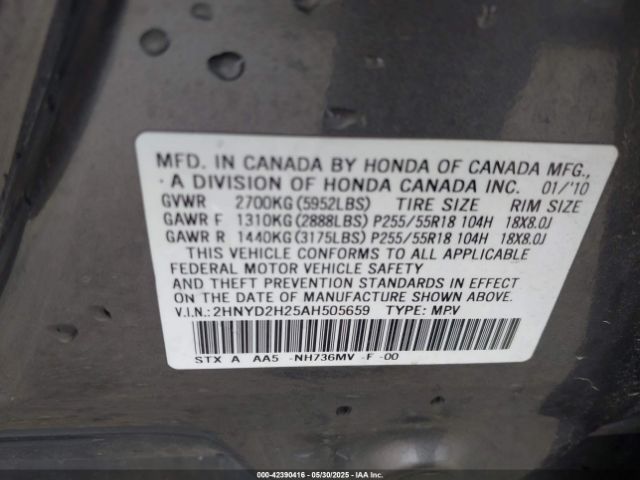 MFD. IN CANADA BY HONDA OF CANADA MFG.,
A DIVISION OF HONDA CANADA INC. 01/'10
GVWR 2700KG(5952LBS) TIRE SIZE RIM SIZE
GAWR F 1310KG(2888LBS) P255/55R18 104H 18X8.0J
GAWR R 1440KG(3175LBS) P255/55R18 104H 18X8.0J
THIS VEHICLE CONFORMS TO ALL APPLICABLE
FEDERAL MOTOR VEHICLE SAFETY
AND THEFT PREVENTION STANDARDS IN EFFECT
ON THE DATE OF MANUFACTURE SHOWN ABOVE.
V.I.N.:2HNYD2H25AH505659 TYPE: MPV
STX A AA5 -NH736MV -F -00
000-42390416 - 05/30/2025 - IAA Inc.